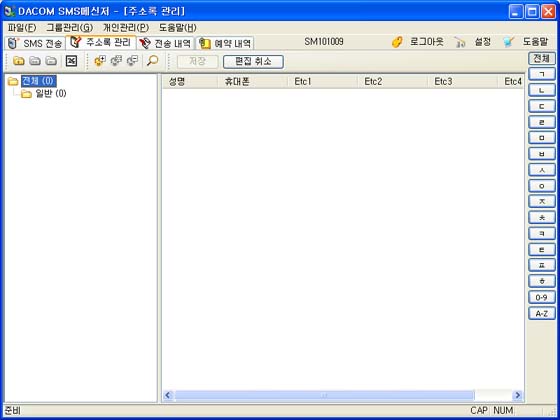 DACOM SMS메신저 - [주소록 관리]
파일(F) 그룹관리(G) 개인관리(P) 도움말(H)
SMS 전송 주소록 관리 전송 내역 예약 내역 SM101009 로그아웃 설정 도움말
저장 편집 취소 전체
전체 (0) 성명 휴대폰 Etc1 Etc2 Etc3 Etc4
일반 (0)
ㄱ
ㄴ
ㄷ
ㄹ
ㅁ
ㅂ
ㅅ
ㅇ
ㅈ
ㅊ
ㅋ
ㅌ
ㅍ
ㅎ
0-9
A-Z
준비 CAP NUM